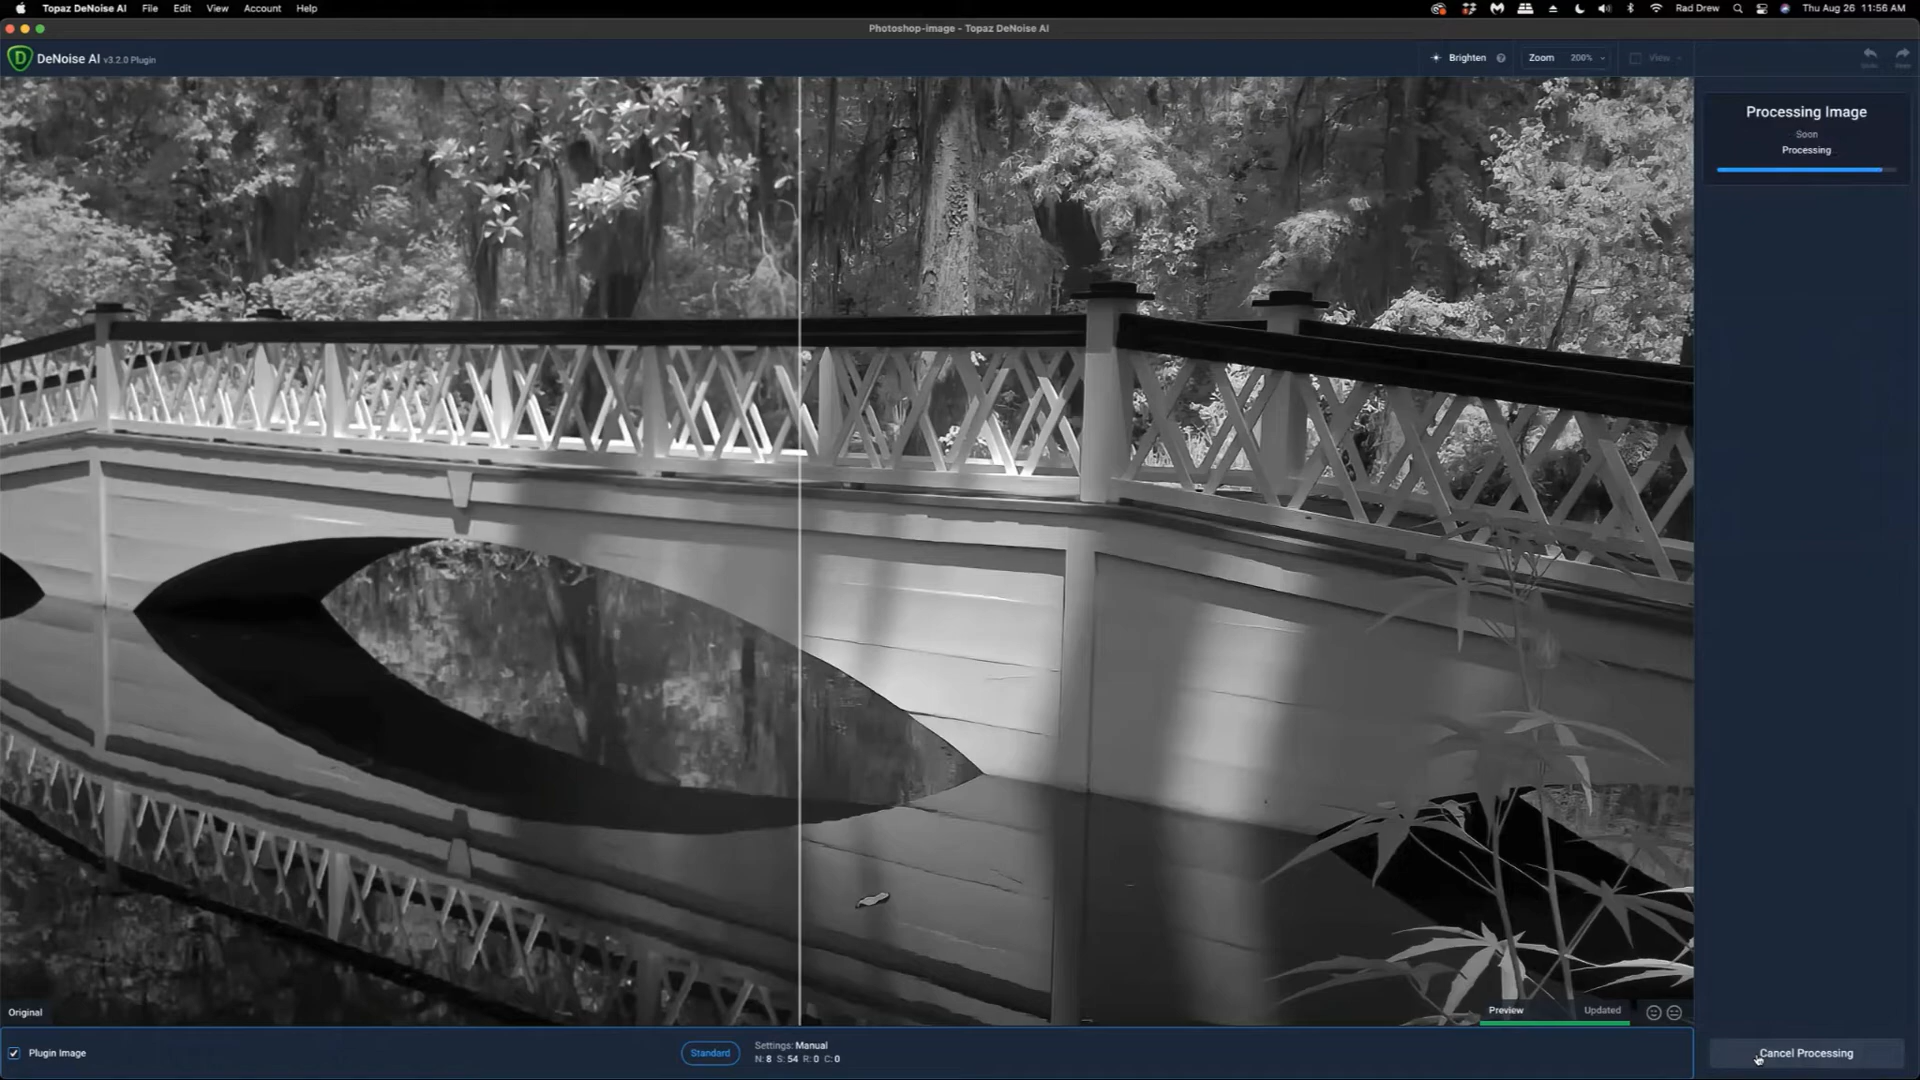 Topaz DeNoise AI File Edit View Account Help Rad Drew Thu Aug 26 11:56 AM
Photoshop-image - Topaz DeNoise AI
D DeNoise AI v3.2.0 Plugin Brighten Zoom 200% View
Processing Image
Soon
Processing
Original Preview Updated
Plugin Image Standard Settings: Manual
N: 8 S: 54 R: 0 C: 0
Cancel Processing